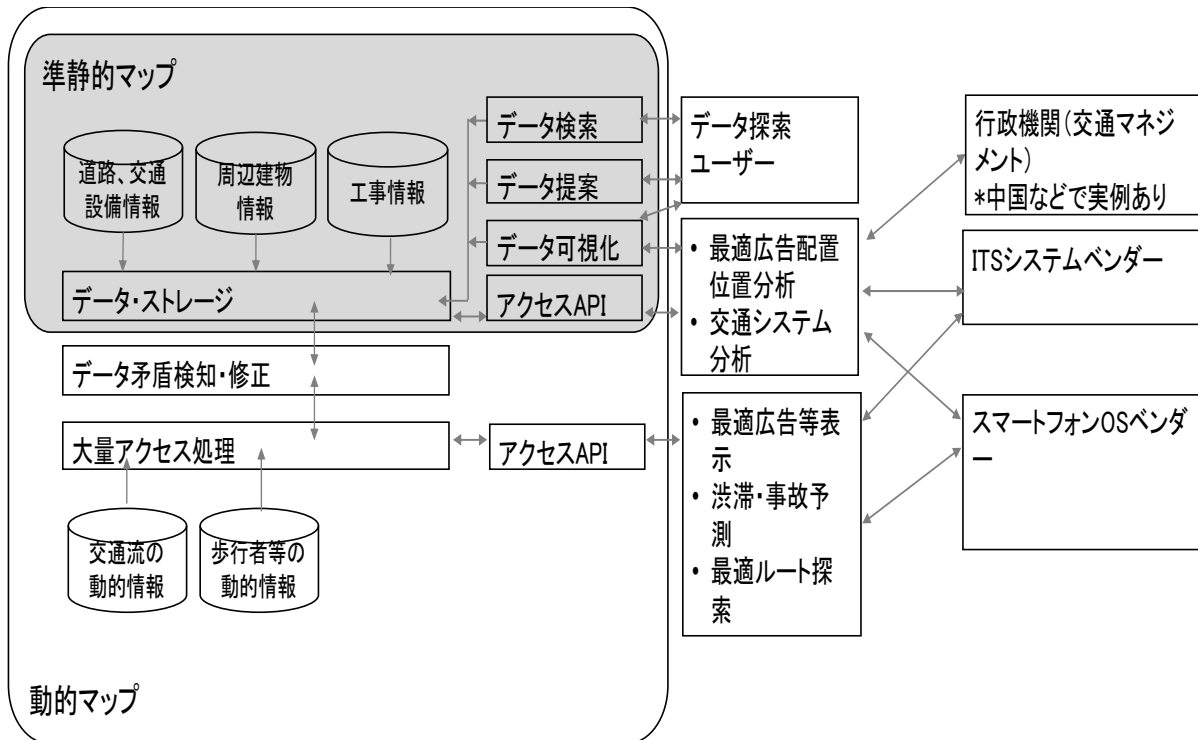 準静的マップ
道路、交通
設備情報
周辺建物
情報
工事情報
データ・ストレージ
データ検索
データ提案
データ可視化
アクセスAPI
データ矛盾検知・修正
大量アクセス処理
アクセスAPI
交通流の
動的情報
歩行者等の
動的情報
動的マップ
データ探索
ユーザー
• 最適広告配置
位置分析
• 交通システム
分析
• 最適広告等表
示
• 渋滞・事故予
測
• 最適ルート探
索
行政機関(交通マネジ
メント)
*中国などで実例あり
ITSシステムベンダー
スマートフォンOSベンダ
ー